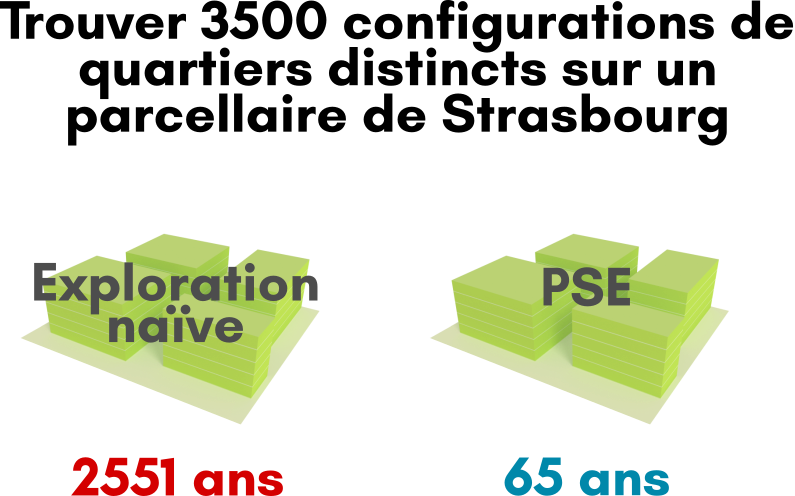 Trouver 3500 configurations de
quartiers distincts sur un
parcellaire de Strasbourg
Exploration
naïve
PSE
2551 ans
65 ans